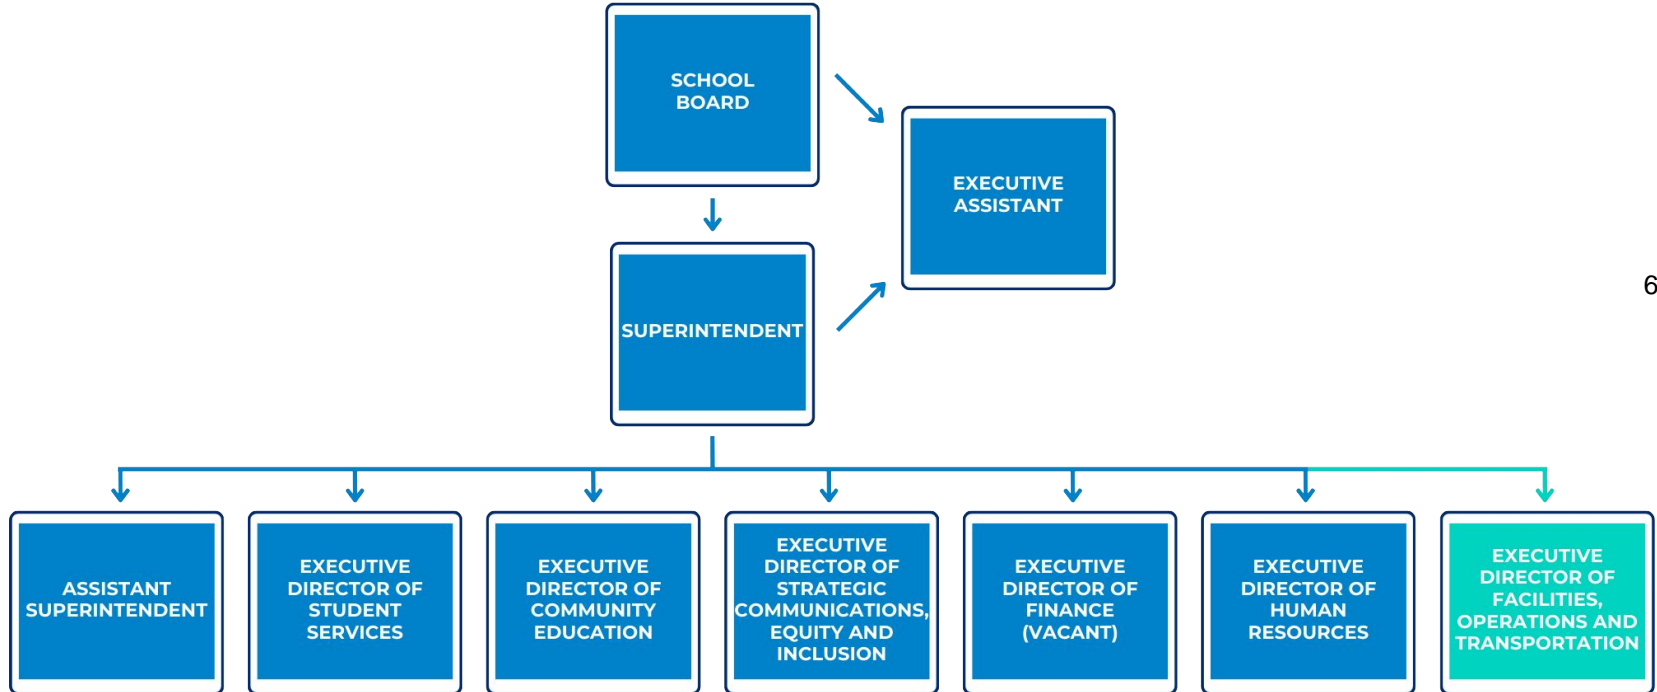 SCHOOL
BOARD
EXECUTIVE
ASSISTANT
6
SUPERINTENDENT
ASSISTANT
SUPERINTENDENT
EXECUTIVE
DIRECTOR OF
STUDENT
SERVICES
EXECUTIVE
DIRECTOR OF
COMMUNITY
EDUCATION
EXECUTIVE
DIRECTOR OF
STRATEGIC
COMMUNICATIONS,
EQUITY AND
INCLUSION
EXECUTIVE
DIRECTOR OF
FINANCE
(VACANT)
EXECUTIVE
DIRECTOR OF
HUMAN
RESOURCES
EXECUTIVE
DIRECTOR OF
FACILITIES,
OPERATIONS AND
TRANSPORTATION